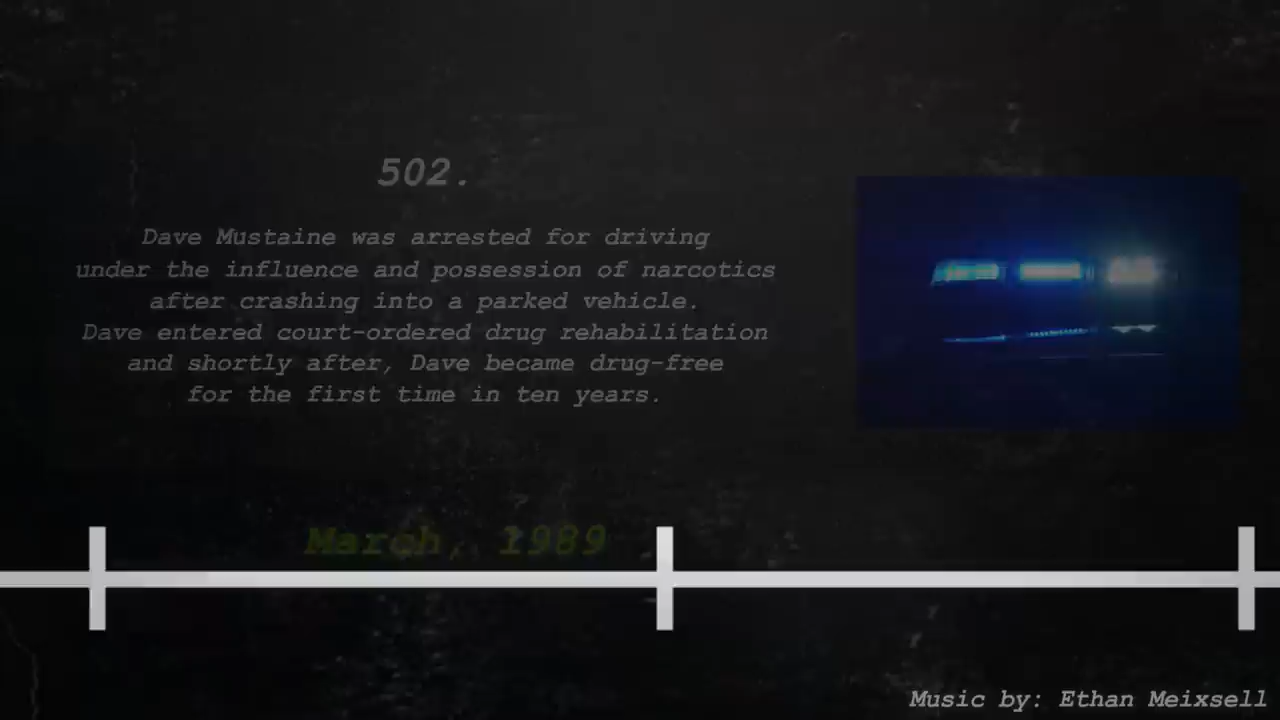 502.
Dave Mustaine was arrested for driving
under the influence and possession of narcotics
after crashing into a parked vehicle.
Dave entered court-ordered drug rehabilitation
and shortly after, Dave became drug-free
for the first time in ten years.
March, 1989
Music by: Ethan Meixsell